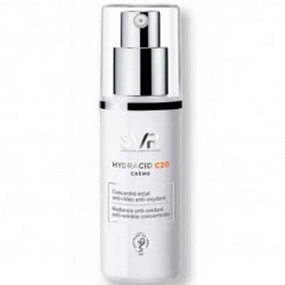 SVR
HYDRACID C20
CRÈME
Concentré éclat
anti-rides anti-oxydant
Radiance anti-oxidant
anti-wrinkle concentrate